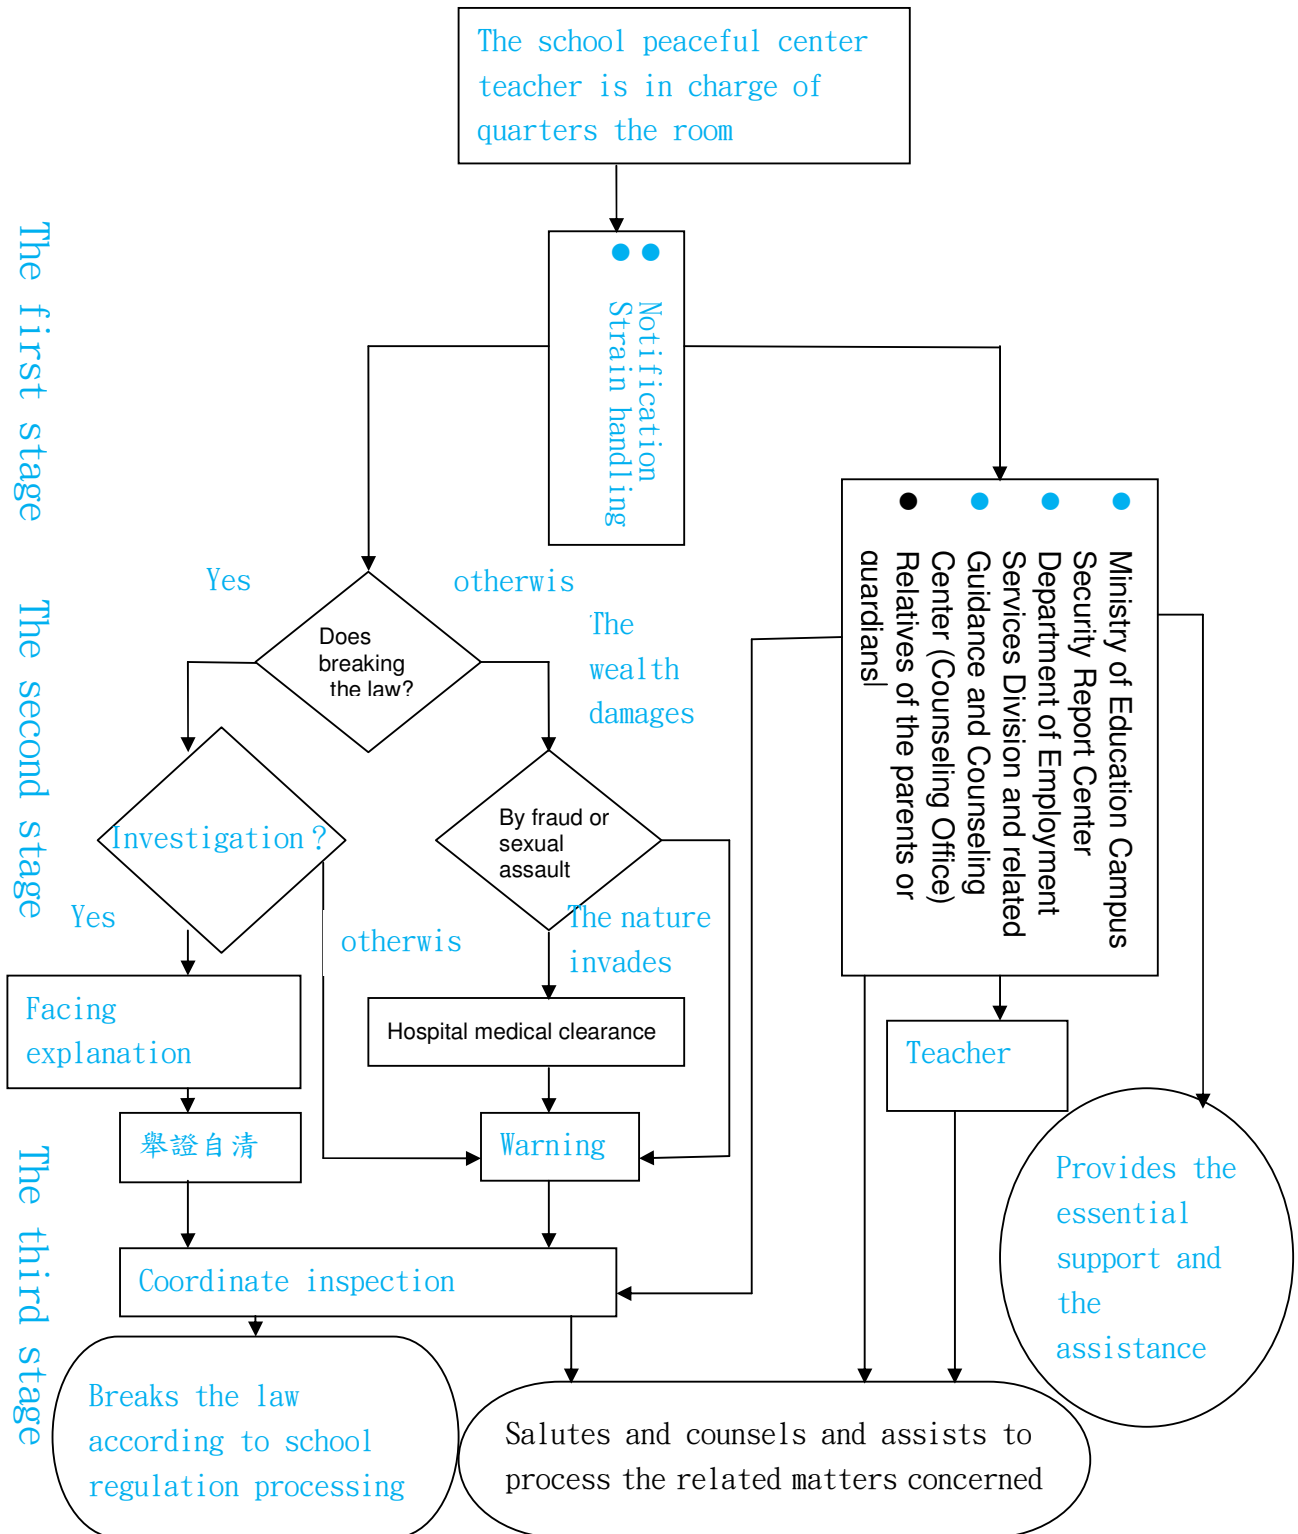 The school peaceful center
teacher is in charge of
quarters the room
The first stage
Notification
Strain handling
Ministry of Education Campus
Security Report Center
Department of Employment
Services Division and related
Guidance and Counseling
Center (Counseling Office)
Relatives of the parents or
guardians
Yes
otherwis
The second stage
Does
breaking
the law?
The
wealth
damages
Investigation？
By fraud or
sexual
assault
Yes
otherwis
The nature
invades
Facing
explanation
Hospital medical clearance
Teacher
舉證自清
Warning
The third stage
Provides the
essential
support and
the
assistance
Coordinate inspection
Breaks the law
according to school
regulation processing
Salutes and counsels and assists to
process the related matters concerned